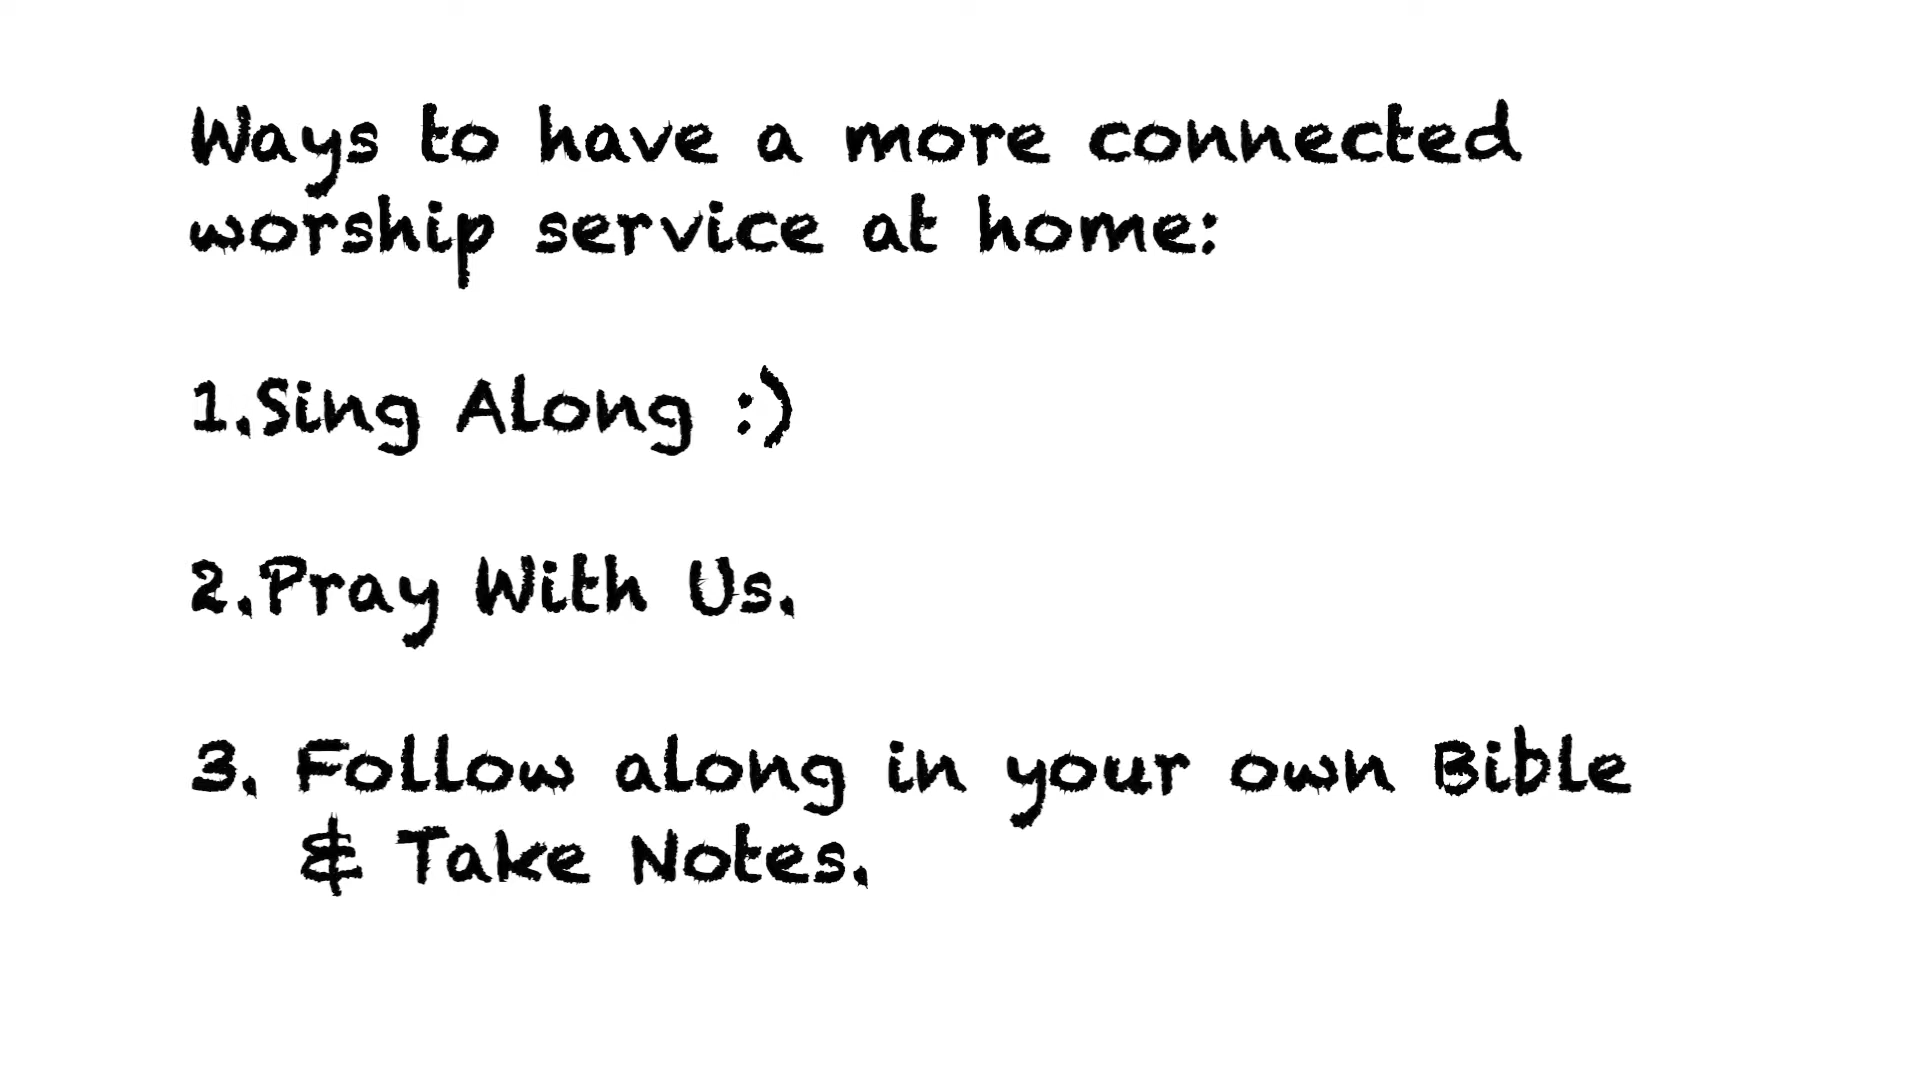 Ways to have a more connected
worship service at home:
1.Sing Along :)
2.Pray With Us.
3. Follow along in your own Bible
& Take Notes.